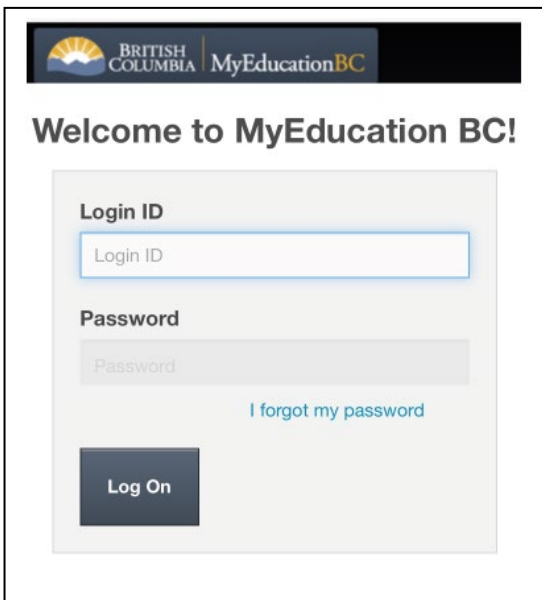 BRITISH
COLUMBIA
MyEducationBC
Welcome to MyEducation BC!
Login ID
Login ID
Password
Password
I forgot my password
Log On